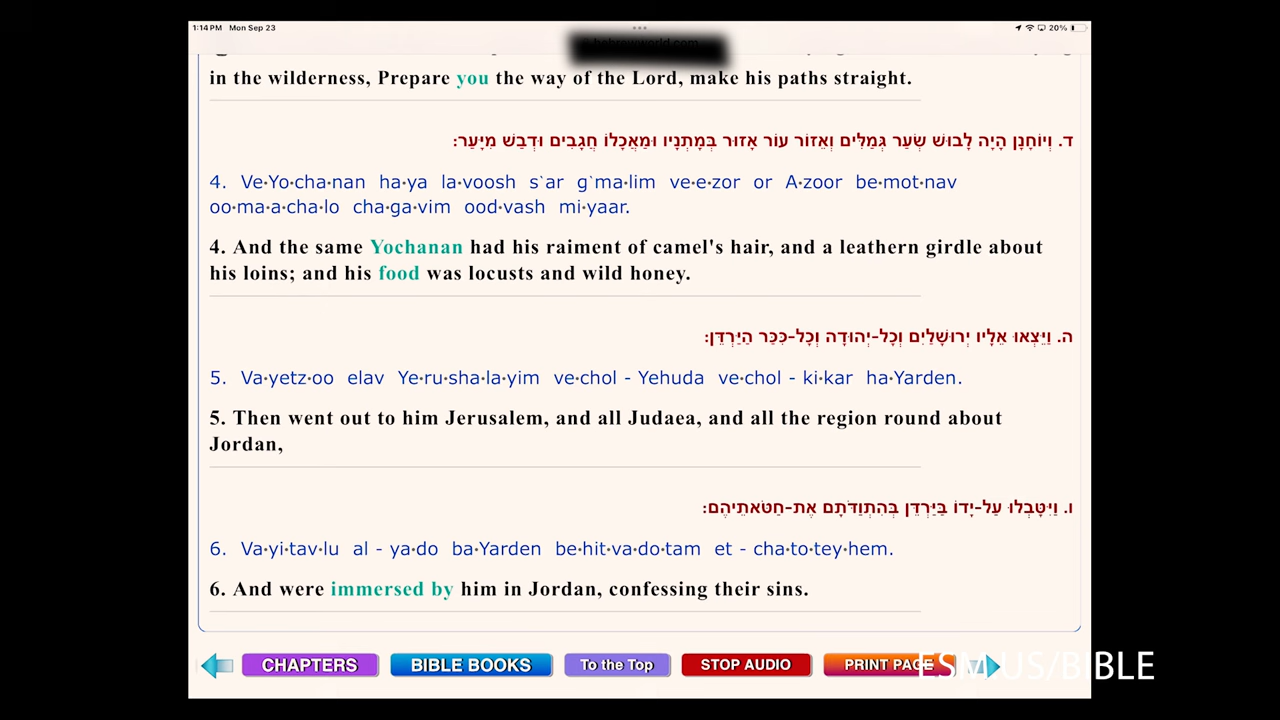 1:14 PM Mon Sep 23
20%
in the wilderness, Prepare you the way of the Lord, make his paths straight.
ד. וְיוֹחָנָן הָיָה לָבוּשׁ שְׂעַר גְּמַלִּים וְאֵזוֹר עוֹר אָזוּר בְּמָתְנָיו וּמַאֲכָלוֹ חֲגָבִים וּדְבַשׁ מִיָּעַר:
4. Ve·Yo·cha·nan ha·ya la·voosh s`ar g`ma·lim ve·e·zor or A·zoor be·mot·nav
oo·ma·a·cha·lo cha·ga·vim ood·vash mi·yaar.
4. And the same Yochanan had his raiment of camel's hair, and a leathern girdle about
his loins; and his food was locusts and wild honey.
ה. וַיֵּצְאוּ אֵלָיו יְרוּשָׁלַיִם וְכָל-יְהוּדָה וְכָל-כִּכַּר הַיַּרְדֵּן:
5. Va·yetz·oo elav Ye·ru·sha·la·yim ve·chol - Yehuda ve·chol - ki·kar ha·Yarden.
5. Then went out to him Jerusalem, and all Judaea, and all the region round about
Jordan,
ו. וַיִּטָּבְלוּ עַל-יָדוֹ בַּיַּרְדֵּן בְּהִתְוַדֹּתָם אֶת-חַטֹּאתֵיהֶם:
6. Va·yi·tav·lu al - ya·do ba·Yarden be·hit·va·do·tam et - cha·to·tey·hem.
6. And were immersed by him in Jordan, confessing their sins.
CHAPTERS BIBLE BOOKS To the Top STOP AUDIO PRINT PAGE
ESM.US/BIBLE